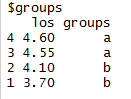 $groups
los groups
4 4.60 a
3 4.55 a
2 4.10 b
1 3.70 b